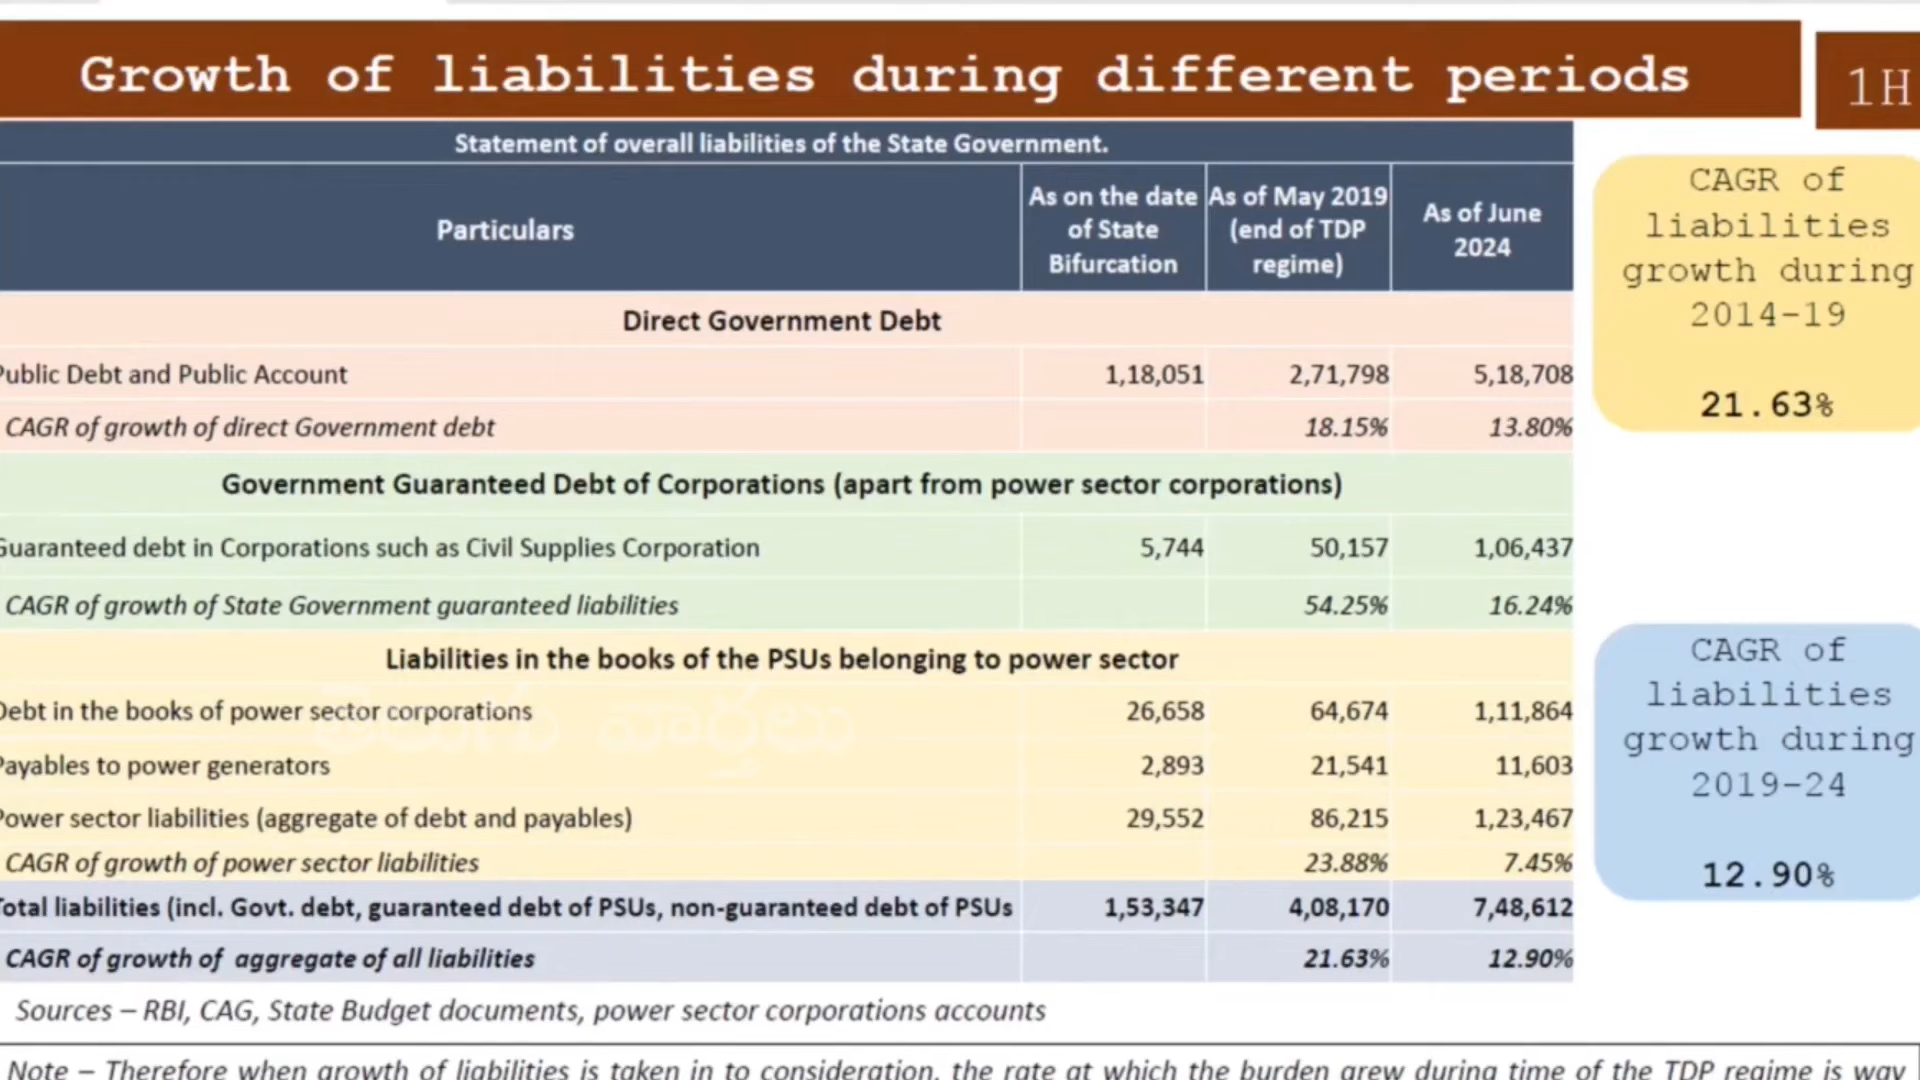 Growth of liabilities during different periods
1H
Statement of overall liabilities of the State Government.
Particulars
As on the date of State Bifurcation
As of May 2019 (end of TDP regime)
As of June 2024
Direct Government Debt
Public Debt and Public Account 1,18,051 2,71,798 5,18,708
CAGR of growth of direct Government debt 18.15% 13.80%
Government Guaranteed Debt of Corporations (apart from power sector corporations)
Guaranteed debt in Corporations such as Civil Supplies Corporation 5,744 50,157 1,06,437
CAGR of growth of State Government guaranteed liabilities 54.25% 16.24%
Liabilities in the books of the PSUs belonging to power sector
Debt in the books of power sector corporations 26,658 64,674 1,11,864
Payables to power generators 2,893 21,541 11,603
Power sector liabilities (aggregate of debt and payables) 29,552 86,215 1,23,467
CAGR of growth of power sector liabilities 23.88% 7.45%
Total liabilities (incl. Govt. debt, guaranteed debt of PSUs, non-guaranteed debt of PSUs 1,53,347 4,08,170 7,48,612
CAGR of growth of aggregate of all liabilities 21.63% 12.90%
Sources – RBI, CAG, State Budget documents, power sector corporations accounts
Note – Therefore when growth of liabilities is taken in to consideration, the rate at which the burden grew during time of the TDP regime is way
CAGR of
liabilities
growth during
2014-19
21.63%
CAGR of
liabilities
growth during
2019-24
12.90%
తెలుగు వార్తలు